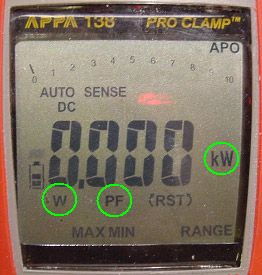 APPA 138 PRO CLAMP™
APO
0 1 2 3 4 5 6 7 8 9 10
AUTO SENSE
DC
0.000 kW
W PF (RST)
MAX MIN RANGE